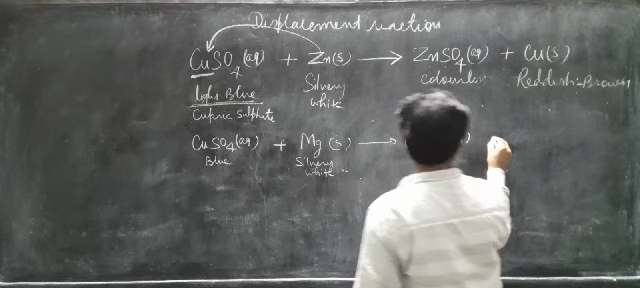 Displacement reaction
CuSO4(aq) + Zn(s) → ZnSO4(aq) + Cu(s)
Light Blue Silvery white colourless Reddish-Brown
Cupric Sulphate
CuSO4(aq) + Mg(s) →
Blue Silvery white